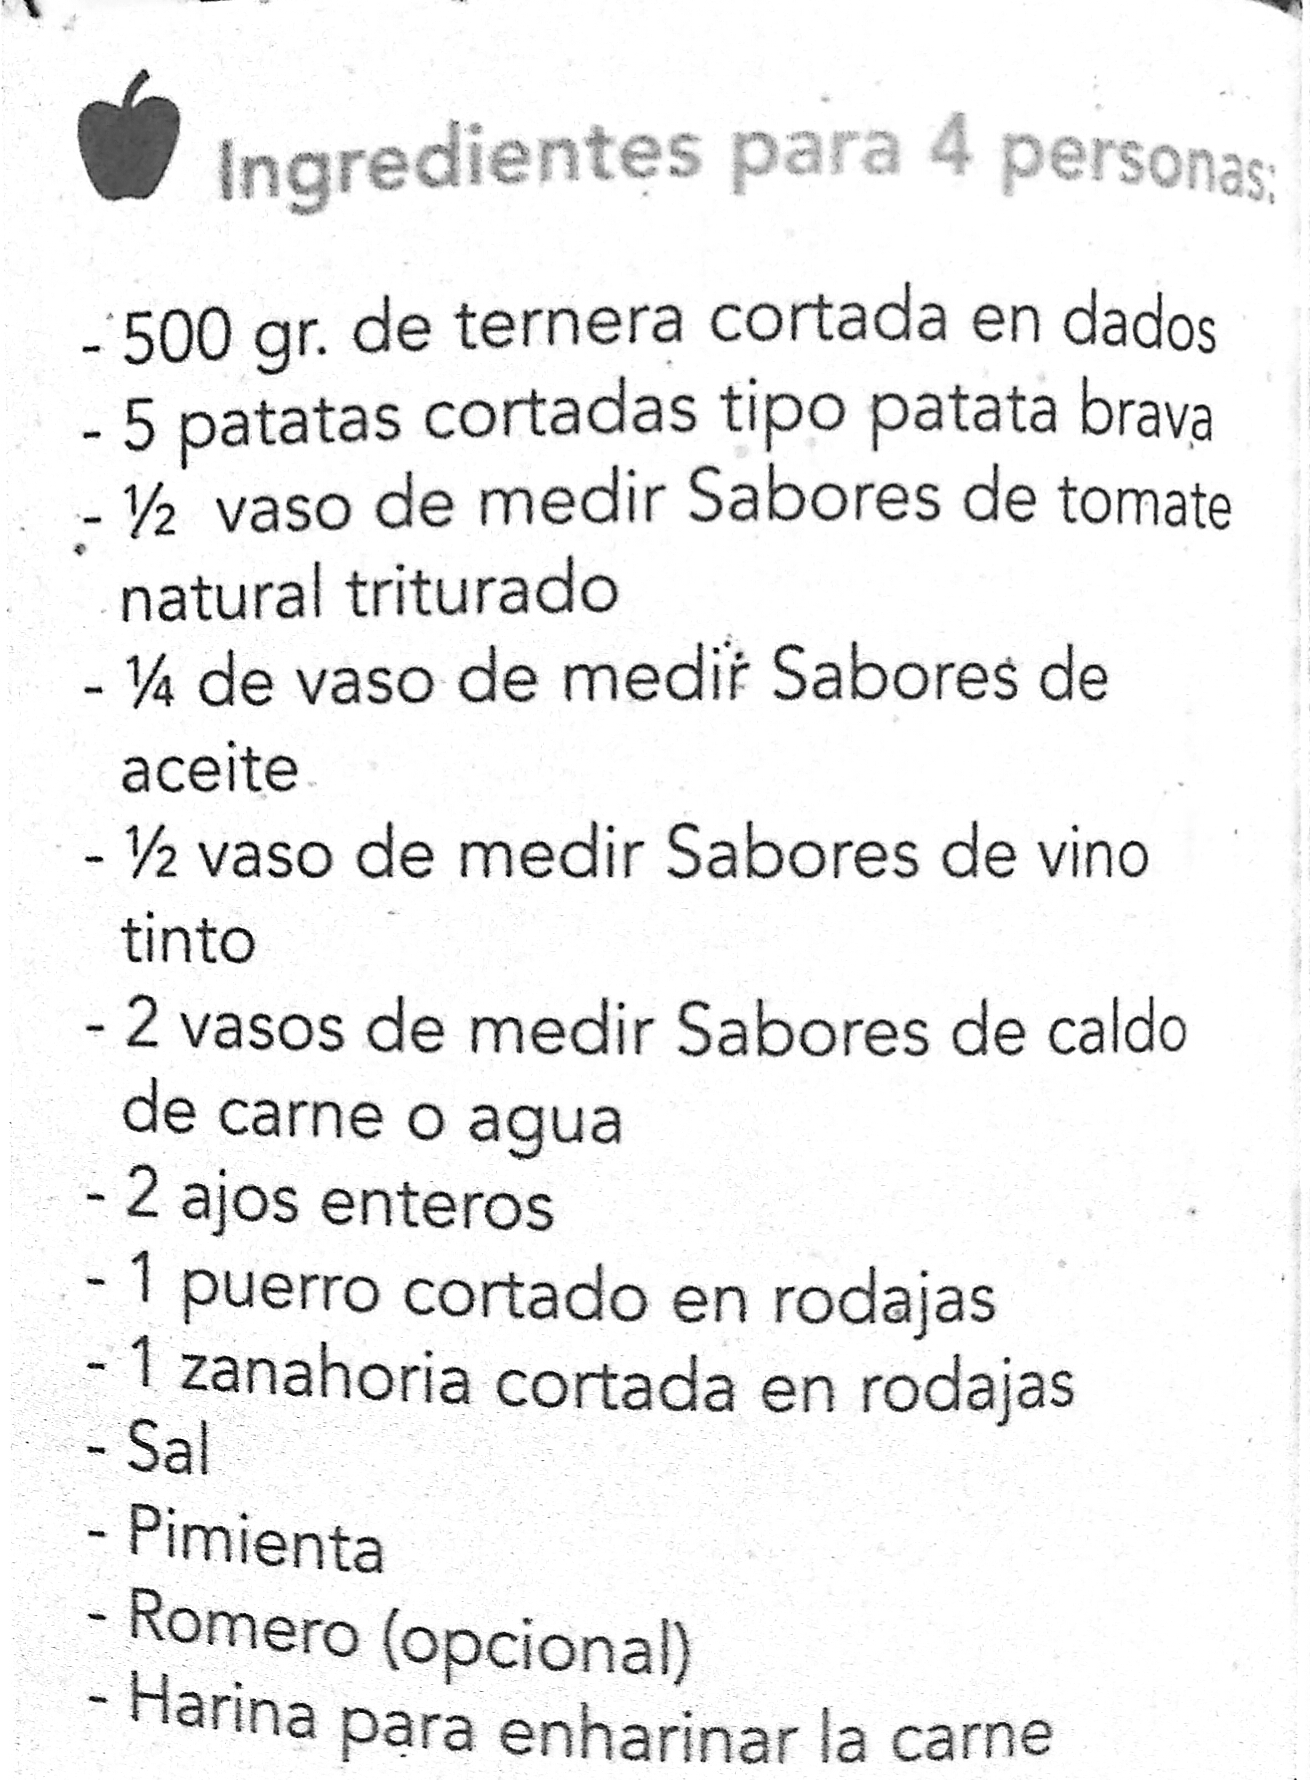 Ingredientes para 4 personas:
- 500 gr. de ternera cortada en dados
- 5 patatas cortadas tipo patata brava
- ½ vaso de medir Sabores de tomate
natural triturado
- ¼ de vaso de medir Sabores de
aceite
- ½ vaso de medir Sabores de vino
tinto
- 2 vasos de medir Sabores de caldo
de carne o agua
- 2 ajos enteros
- 1 puerro cortado en rodajas
- 1 zanahoria cortada en rodajas
- Sal
- Pimienta
- Romero (opcional)
- Harina para enharinar la carne